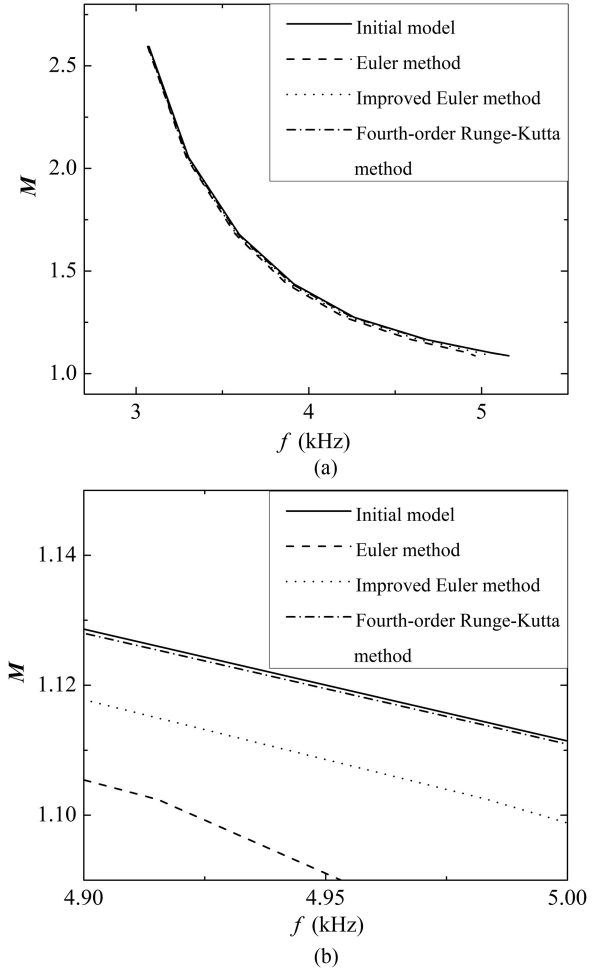 Initial model
Euler method
Improved Euler method
Fourth-order Runge-Kutta
method
2.5
2.0
1.5
1.0
M
3 4 5
f (kHz)
(a)
Initial model
Euler method
Improved Euler method
Fourth-order Runge-Kutta
method
1.14
1.12
1.10
M
4.90 4.95 5.00
f (kHz)
(b)